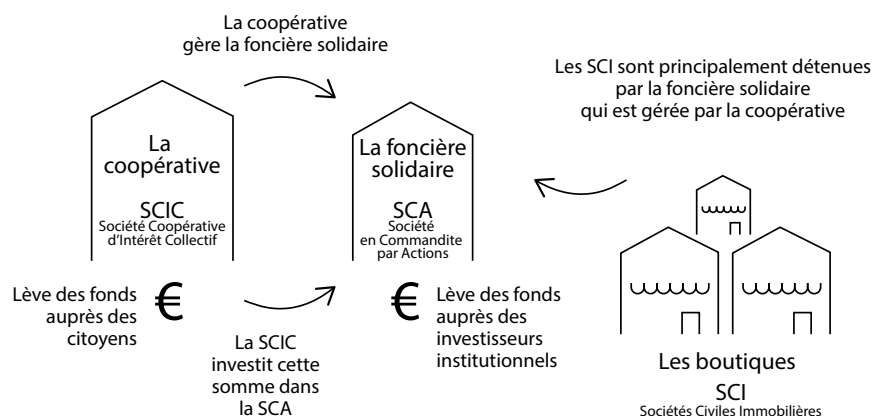 La coopérative
gère la foncière solidaire
Les SCI sont principalement détenues
par la foncière solidaire
qui est gérée par la coopérative
La
coopérative
SCIC
Société Coopérative
d'Intérêt Collectif
La foncière
solidaire
SCA
Société
en Commandite
par Actions
Lève des fonds
auprès des
citoyens
€
La SCIC
investit cette
somme dans
la SCA
€
Lève des fonds
auprès des
investisseurs
institutionnels
Les boutiques
SCI
Sociétés Civiles Immobilières